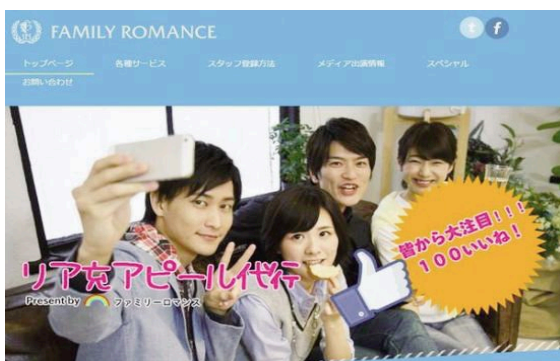 FAMILY ROMANCE
トップページ
各種サービス
スタッフ登録方法
メディア出演情報
スペシャル
お問い合わせ
皆から大注目!!!
100いいね!
リア充アピール代行
Present by ファミリーロマンス